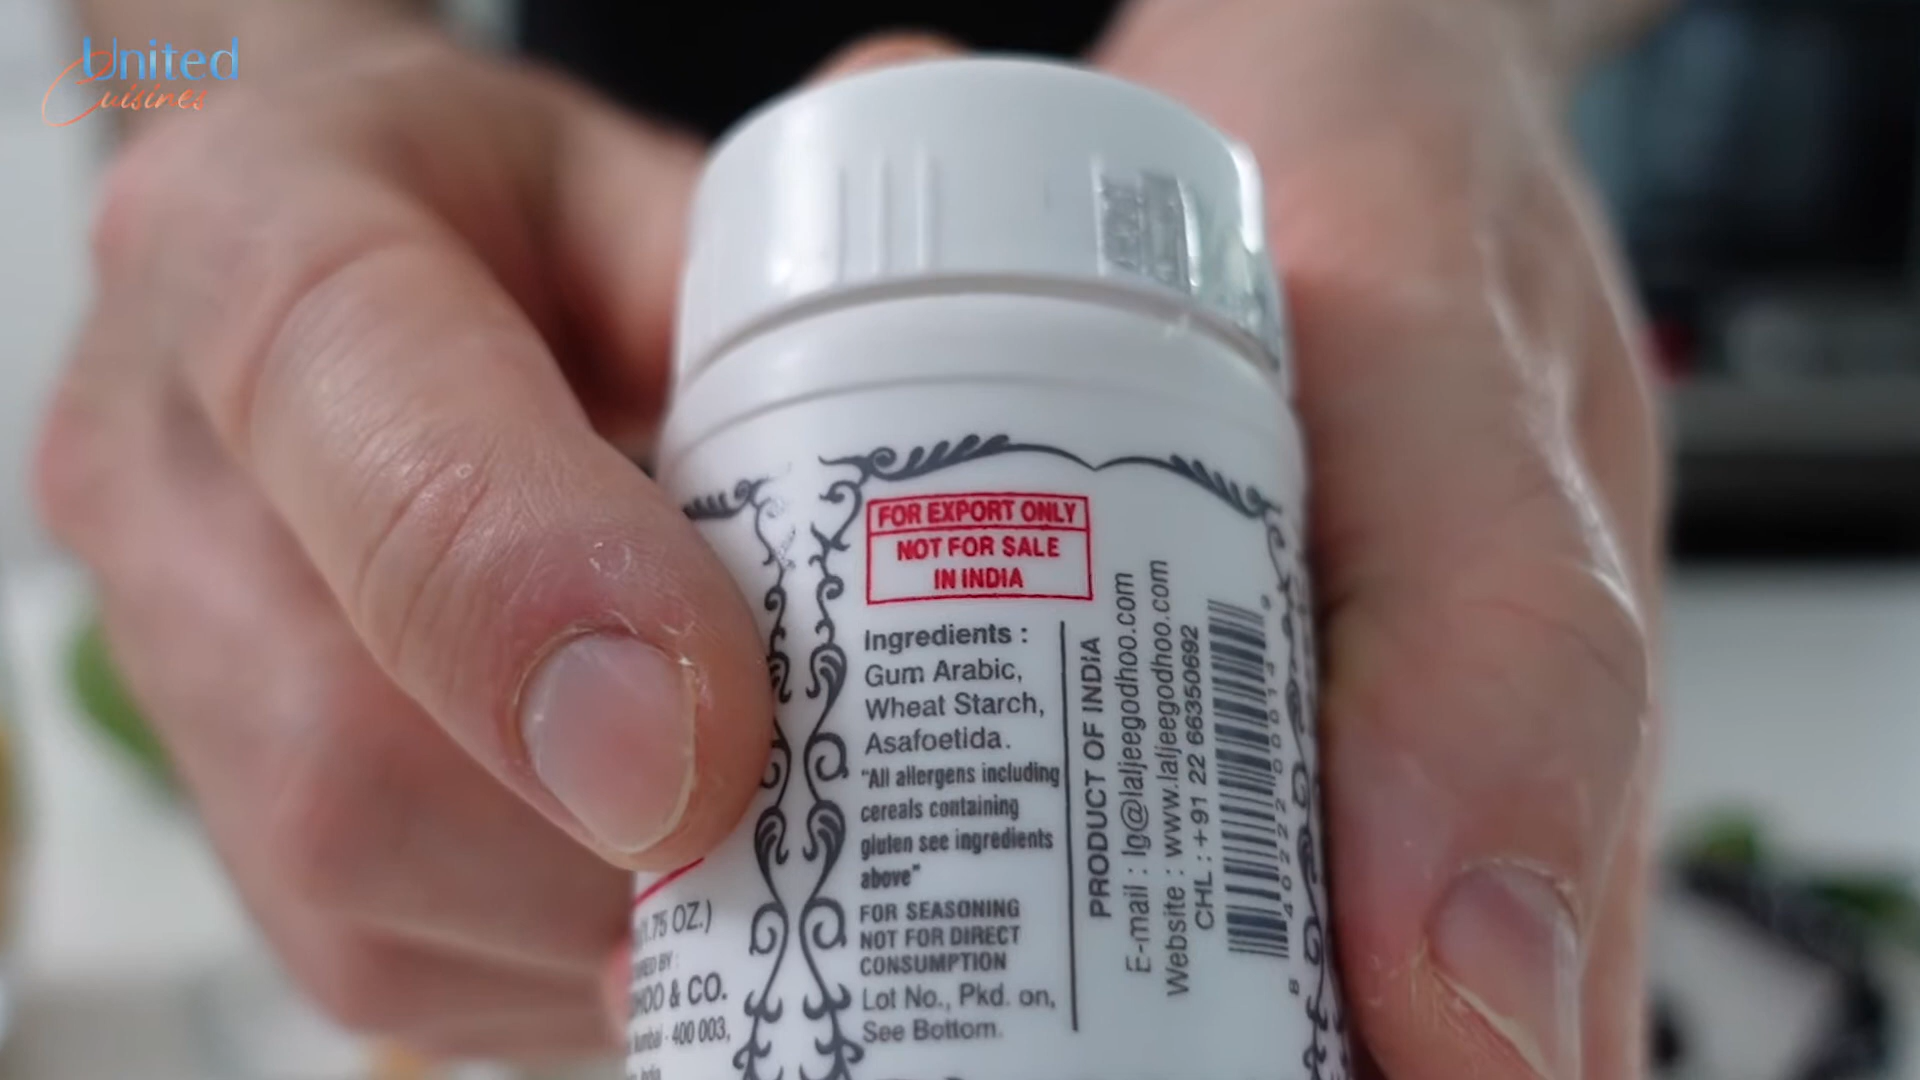 United
Cuisines
FOR EXPORT ONLY
NOT FOR SALE
IN INDIA
Ingredients :
Gum Arabic,
Wheat Starch,
Asafoetida.
"All allergens including
cereals containing
gluten see ingredients
above"
FOR SEASONING
NOT FOR DIRECT
CONSUMPTION
Lot No., Pkd. on,
See Bottom.
PRODUCT OF INDIA
E-mail : lg@laljeegodhoo.com
Website : www.laljeegodhoo.com
CHL : +91 22 66350692
1.75 OZ.)
& CO.
- 400 003,